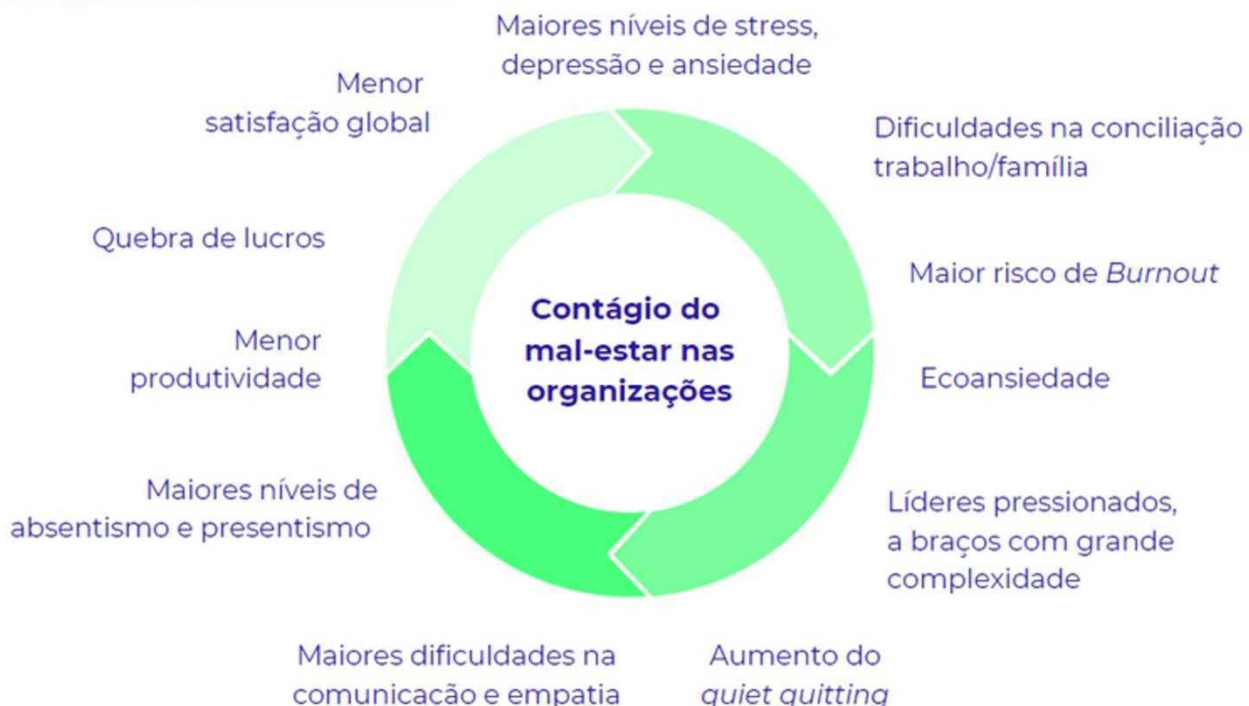 Maiores níveis de stress,
depressão e ansiedade
Dificuldades na conciliação
trabalho/família
Maior risco de Burnout
Ecoansiedade
Líderes pressionados,
a braços com grande
complexidade
Aumento do
quiet quitting
Maiores dificuldades na
comunicação e empatia
Maiores níveis de
absentismo e presentismo
Menor
produtividade
Quebra de lucros
Menor
satisfação global
Contágio do
mal-estar nas
organizações